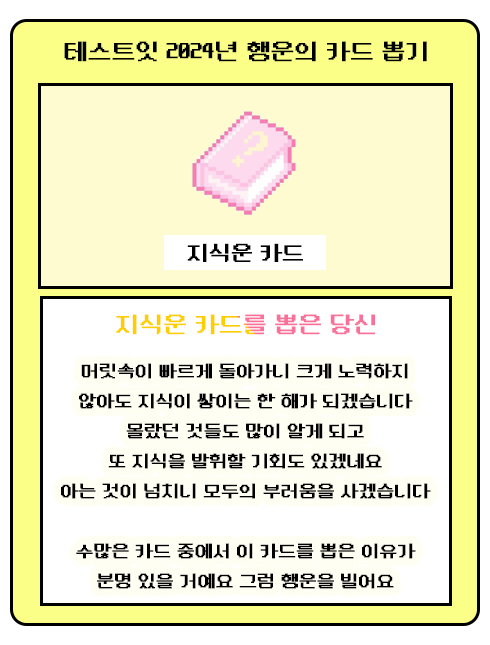 테스트잇 2024년 행운의 카드 뽑기
?
지식운 카드
지식운 카드를 뽑은 당신
머릿속이 빠르게 돌아가니 크게 노력하지
않아도 지식이 쌓이는 한 해가 되겠습니다
몰랐던 것들도 많이 알게 되고
또 지식을 발휘할 기회도 있겠네요
아는 것이 넘치니 모두의 부러움을 사겠습니다
수많은 카드 중에서 이 카드를 뽑은 이유가
분명 있을 거예요 그럼 행운을 빌어요